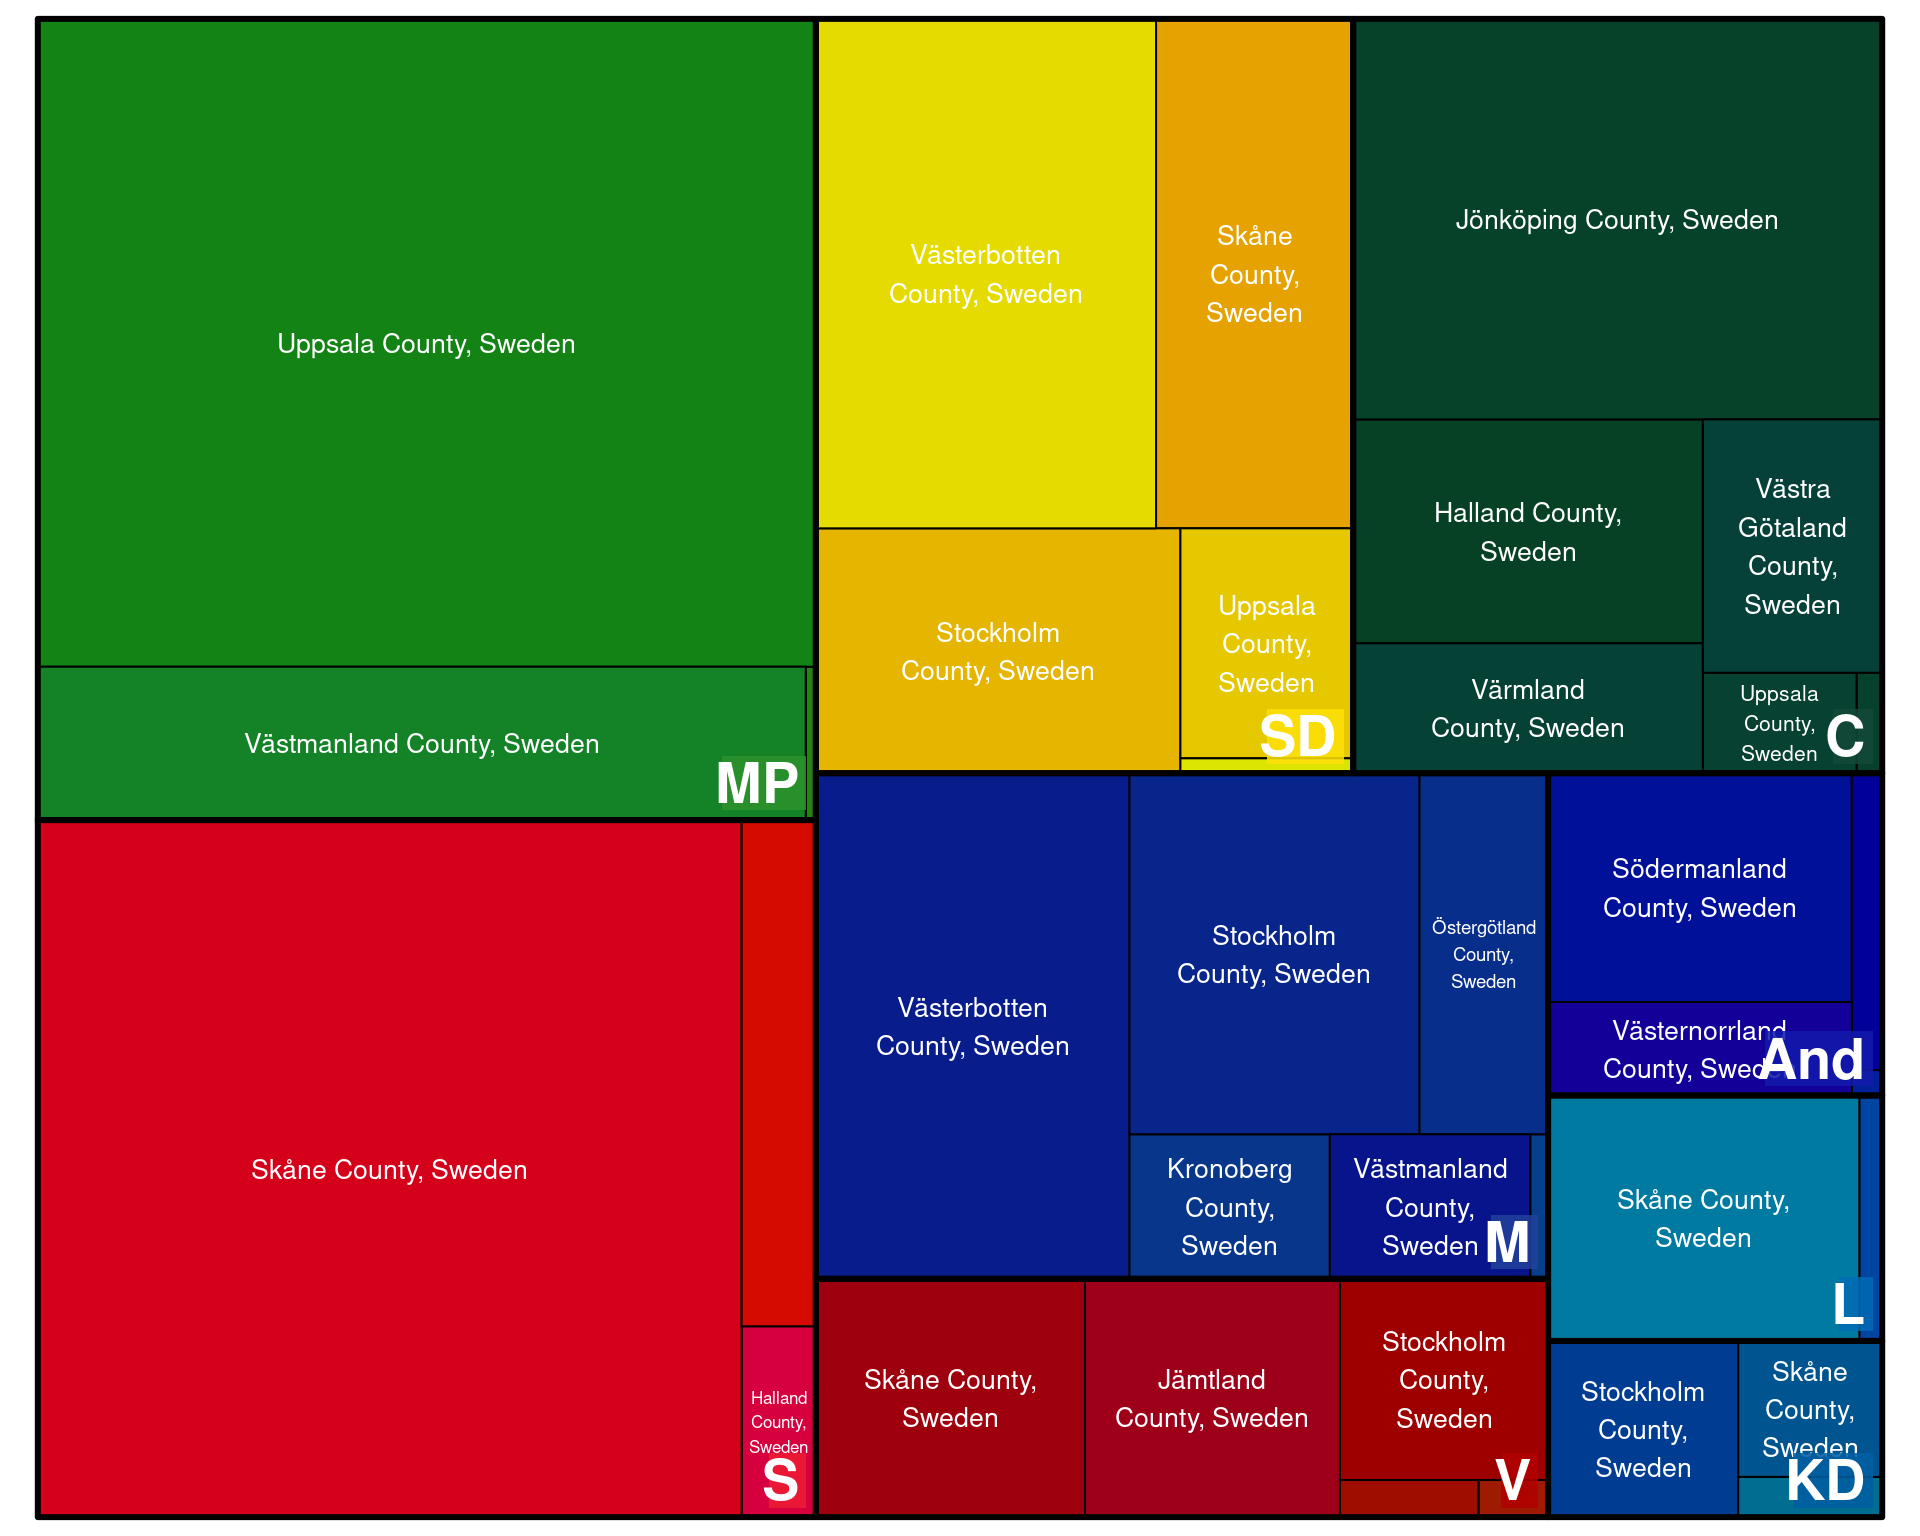 Uppsala County, Sweden
Västmanland County, Sweden
MP
Skåne County, Sweden
Halland
County,
Sweden
S
Västerbotten
County, Sweden
Skåne
County,
Sweden
Stockholm
County, Sweden
Uppsala
County,
Sweden
SD
Jönköping County, Sweden
Halland County,
Sweden
Västra
Götaland
County,
Sweden
Värmland
County, Sweden
Uppsala
County,
Sweden
C
Västerbotten
County, Sweden
Stockholm
County, Sweden
Östergötland
County,
Sweden
Kronoberg
County,
Sweden
Västmanland
County,
Sweden
M
Södermanland
County, Sweden
Västernorrland
County, Sweden
And
Skåne County,
Sweden
L
Skåne County,
Sweden
Jämtland
County, Sweden
Stockholm
County,
Sweden
V
Stockholm
County,
Sweden
Skåne
County,
Sweden
KD